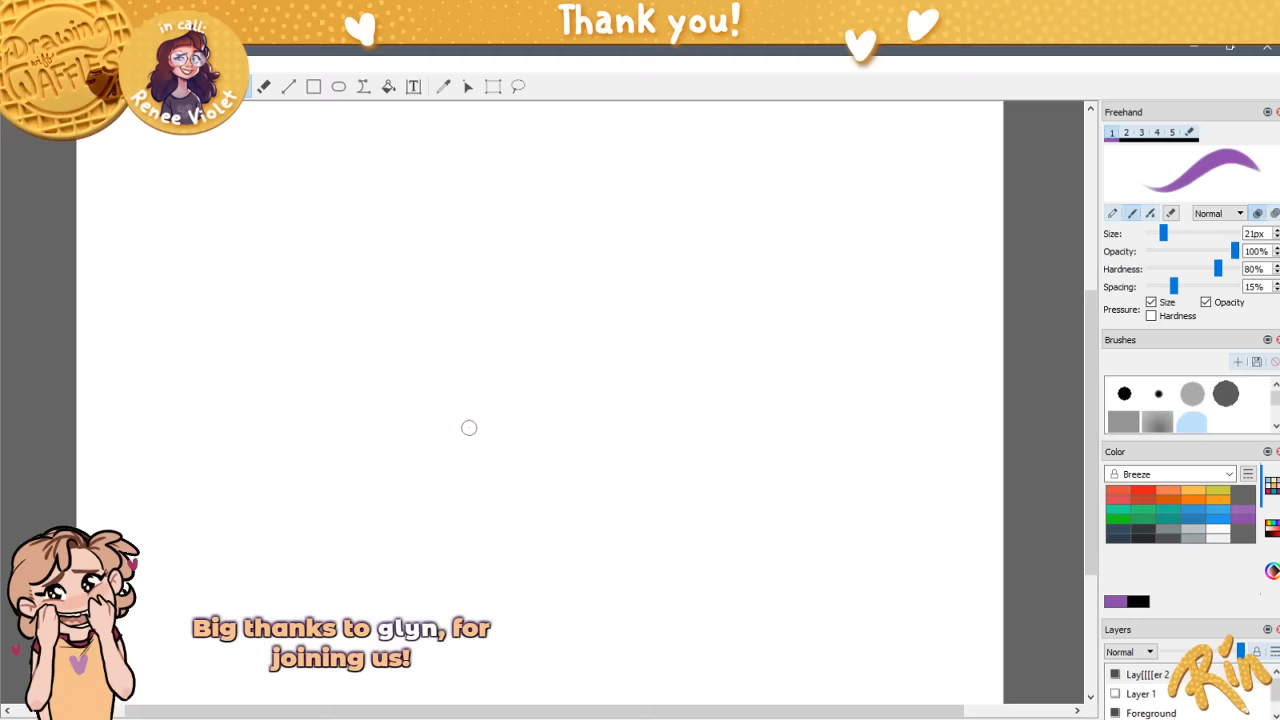 Thank you!
Drawing
with
WAFFLES
in call:
Renee Violet
T
Freehand
1 2 3 4 5
Normal
Size: 21px
Opacity: 100%
Hardness: 80%
Spacing: 15%
Pressure: Size Opacity
Hardness
Brushes
Color
Breeze
Layers
Normal
Lay[[[[er 2
Layer 1
Foreground
Rin
Big thanks to glyn, for
joining us!